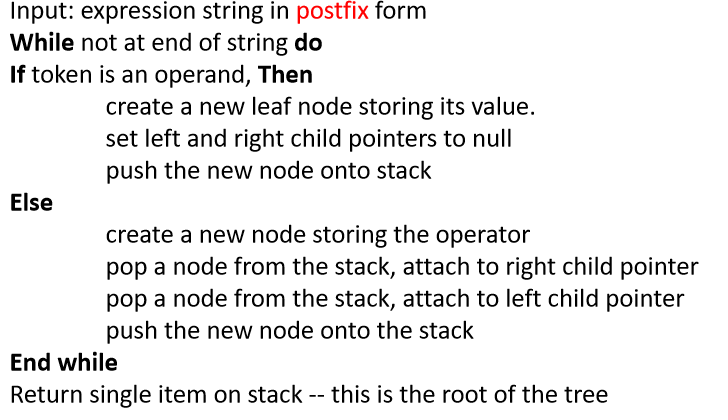 Input: expression string in postfix form
While not at end of string do
If token is an operand, Then
create a new leaf node storing its value.
set left and right child pointers to null
push the new node onto stack
Else
create a new node storing the operator
pop a node from the stack, attach to right child pointer
pop a node from the stack, attach to left child pointer
push the new node onto the stack
End while
Return single item on stack -- this is the root of the tree